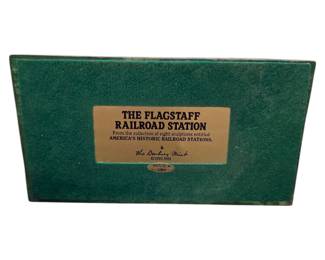 THE FLAGSTAFF
RAILROAD STATION
From the collection of eight sculptures entitled
AMERICA'S HISTORIC RAILROAD STATIONS.
The Danbury Mint